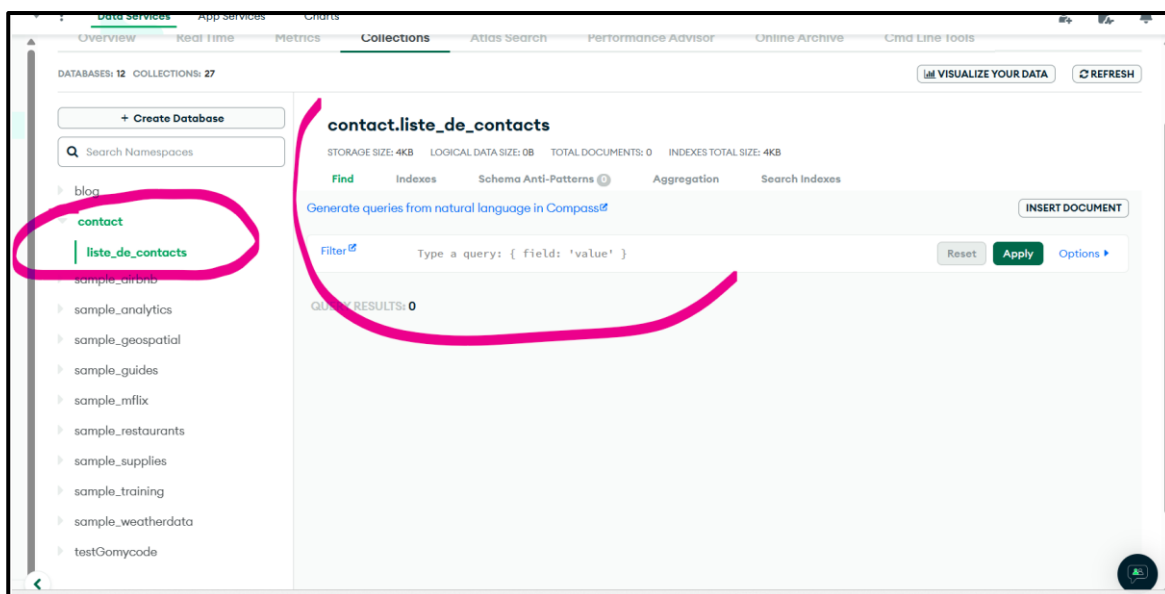 Data Services App Services Charts
Overview Real Time Metrics Collections Atlas Search Performance Advisor Online Archive Cmd Line Tools
DATABASES: 12 COLLECTIONS: 27
VISUALIZE YOUR DATA REFRESH
+ Create Database
Search Namespaces
blog
contact
liste_de_contacts
sample_airbnb
sample_analytics
sample_geospatial
sample_guides
sample_mflix
sample_restaurants
sample_supplies
sample_training
sample_weatherdata
testGomycode
contact.liste_de_contacts
STORAGE SIZE: 4KB LOGICAL DATA SIZE: 0B TOTAL DOCUMENTS: 0 INDEXES TOTAL SIZE: 4KB
Find Indexes Schema Anti-Patterns 0 Aggregation Search Indexes
Generate queries from natural language in Compass
INSERT DOCUMENT
Filter Type a query: { field: 'value' } Reset Apply Options
QUERY RESULTS: 0